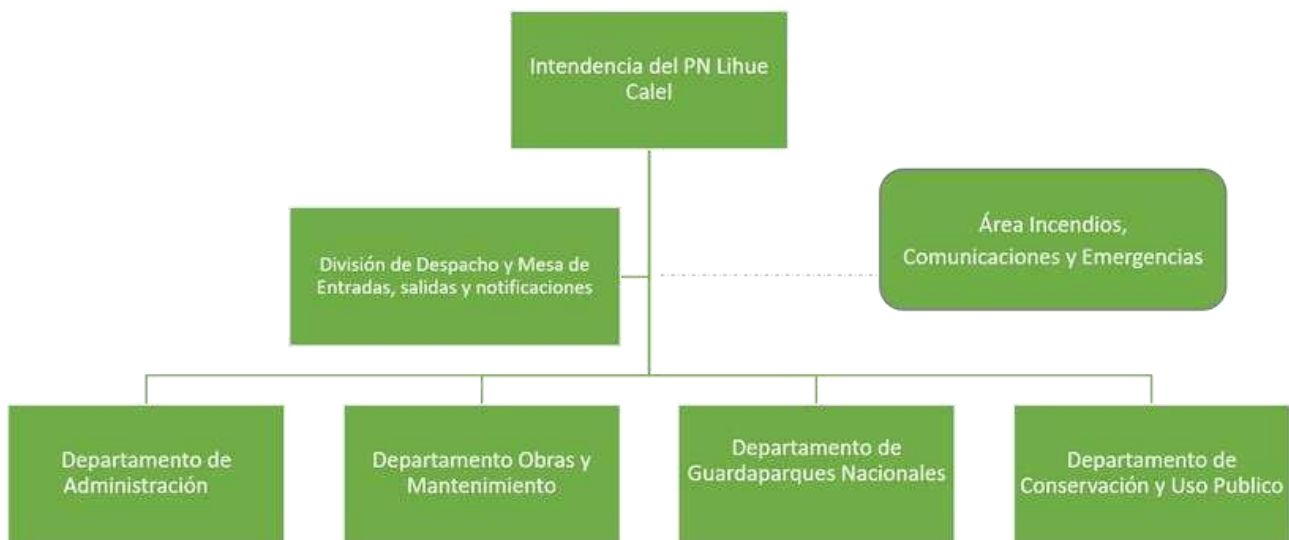 Intendencia del PN Lihue
Calel
División de Despacho y Mesa de
Entradas, salidas y notificaciones
Área Incendios,
Comunicaciones y Emergencias
Departamento de
Administración
Departamento Obras y
Mantenimiento
Departamento de
Guardaparques Nacionales
Departamento de
Conservación y Uso Publico